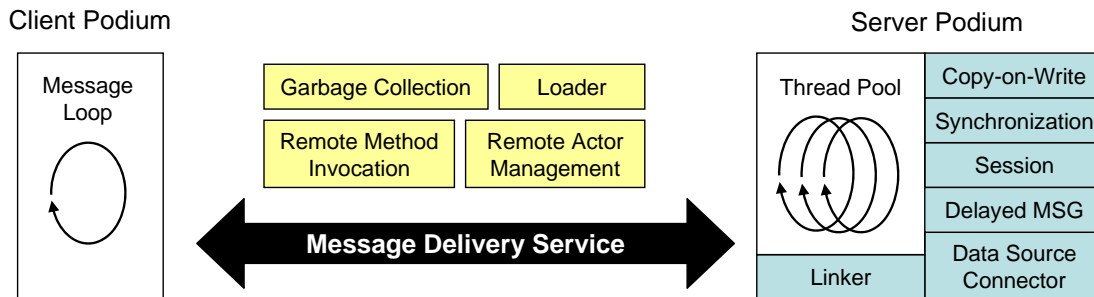 Client Podium
Server Podium
Message
Loop
Garbage Collection
Loader
Remote Method
Invocation
Remote Actor
Management
Message Delivery Service
Thread Pool
Linker
Copy-on-Write
Synchronization
Session
Delayed MSG
Data Source
Connector